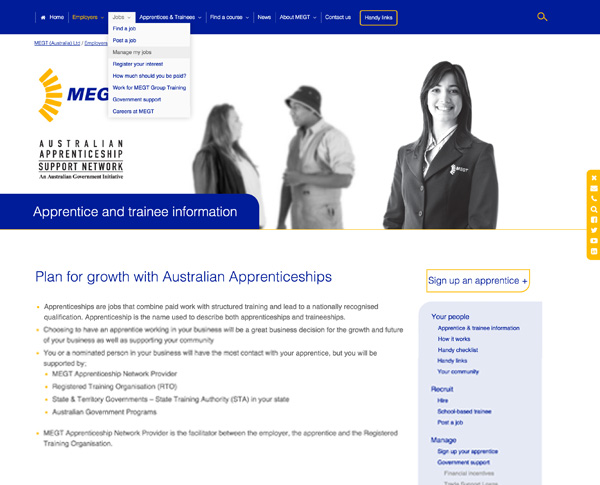 Home Employers Jobs Apprentices & Trainees Find a course News About MEGT Contact us Handy links
MEGT (Australia) Ltd / Employers
Find a job
Post a job
Manage my jobs
Register your interest
How much should you be paid?
Work for MEGT Group Training
Government support
Careers at MEGT
MEGT
AUSTRALIAN
APPRENTICESHIP
SUPPORT NETWORK
An Australian Government Initiative
MEGT
Apprentice and trainee information
Plan for growth with Australian Apprenticeships
Apprenticeships are jobs that combine paid work with structured training and lead to a nationally recognised
qualification. Apprenticeship is the name used to describe both apprenticeships and traineeships.
Choosing to have an apprentice working in your business will be a great business decision for the growth and future
of your business as well as supporting your community
You or a nominated person in your business will have the most contact with your apprentice, but you will be
supported by:
MEGT Apprenticeship Network Provider
Registered Training Organisation (RTO)
State & Territory Governments – State Training Authority (STA) in your state
Australian Government Programs
MEGT Apprenticeship Network Provider is the facilitator between the employer, the apprentice and the Registered
Training Organisation.
Sign up an apprentice +
Your people
Apprentice & trainee information
How it works
Handy checklist
Handy links
Your community
Recruit
Hire
School-based trainee
Post a job
Manage
Sign up your apprentice
Government support
Financial incentives
Trade Support Loans